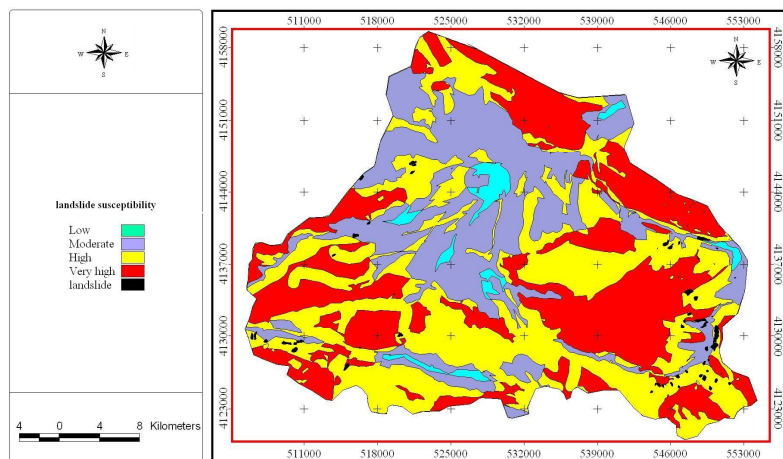 N
W E
S
landslide susceptibility
Low
Moderate
High
Very high
landslide
4 0 4 8 Kilometers
511000 518000 525000 532000 539000 546000 553000
4158000 4158000
N
W E
S
4151000 4151000
4144000 4144000
4137000 4137000
4130000 4130000
4123000 4123000
511000 518000 525000 532000 539000 546000 553000